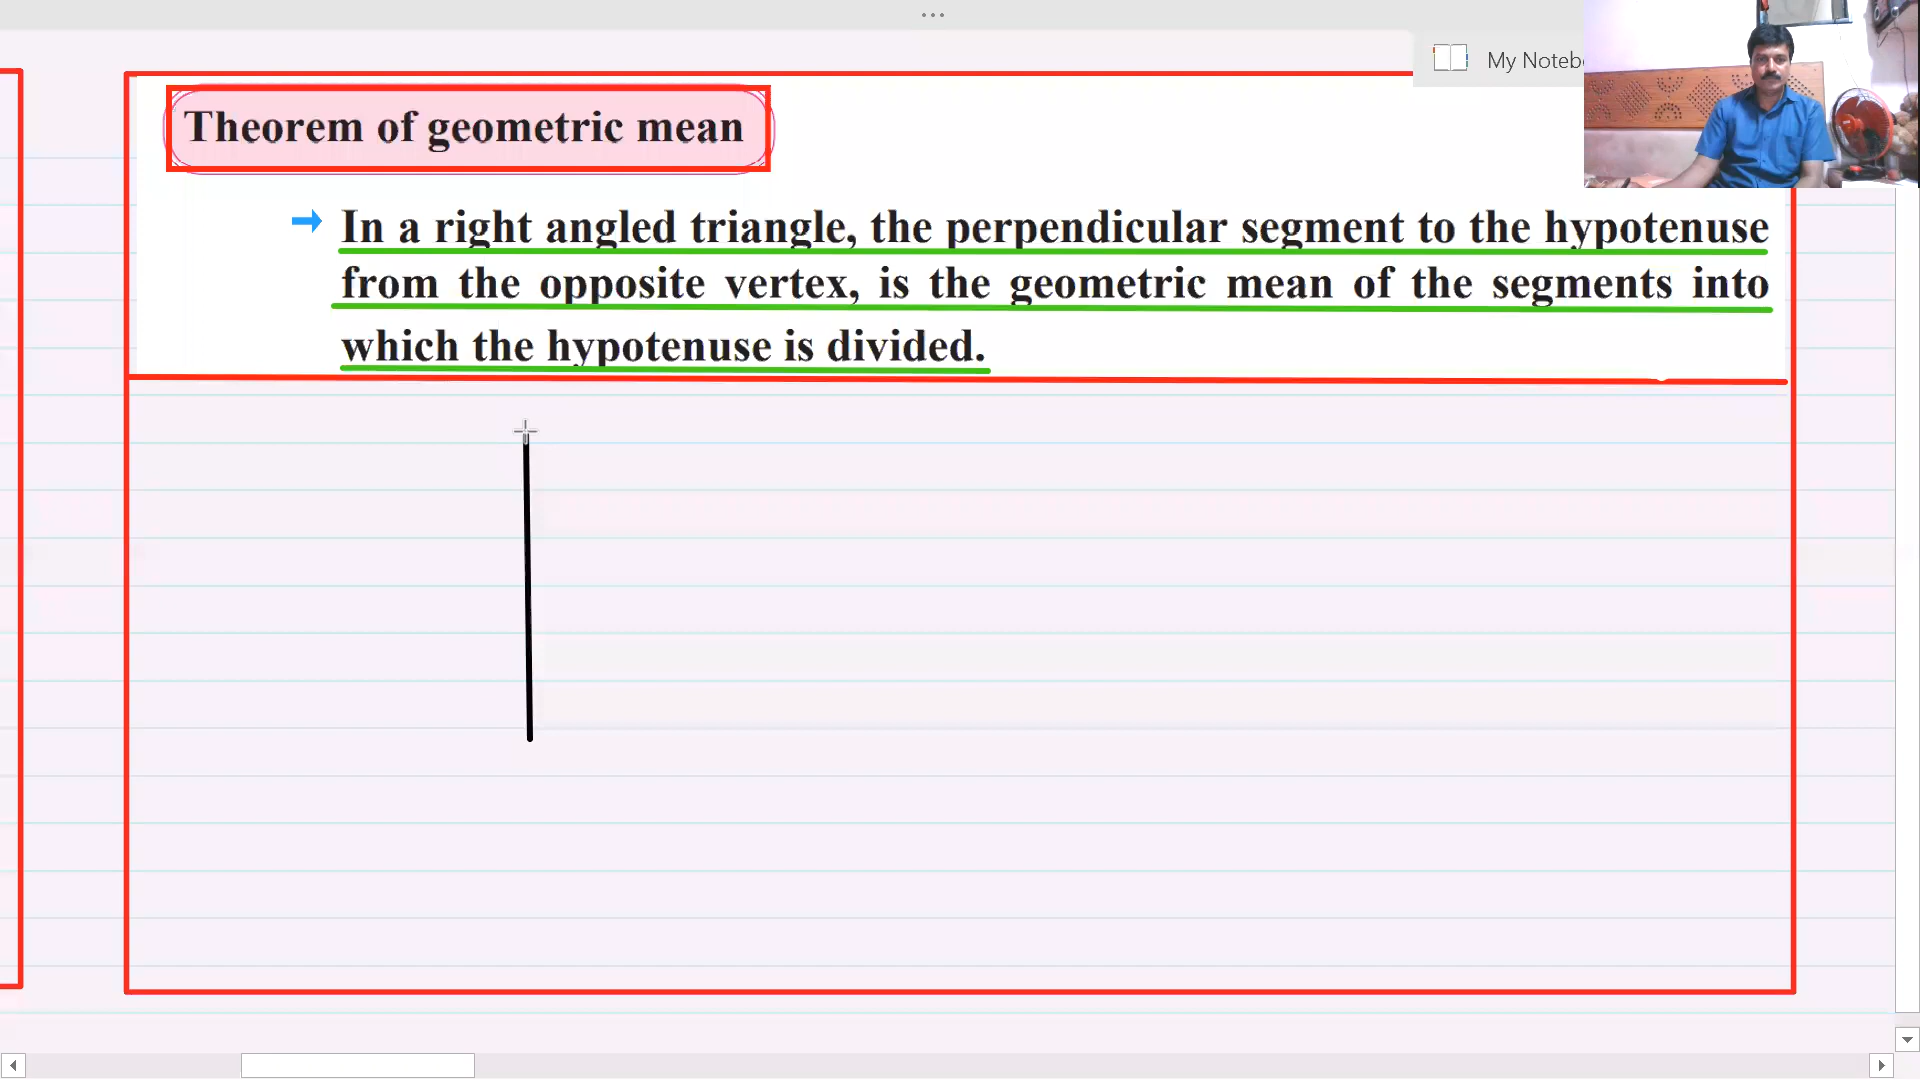 My Noteb
Theorem of geometric mean
In a right angled triangle, the perpendicular segment to the hypotenuse
from the opposite vertex, is the geometric mean of the segments into
which the hypotenuse is divided.